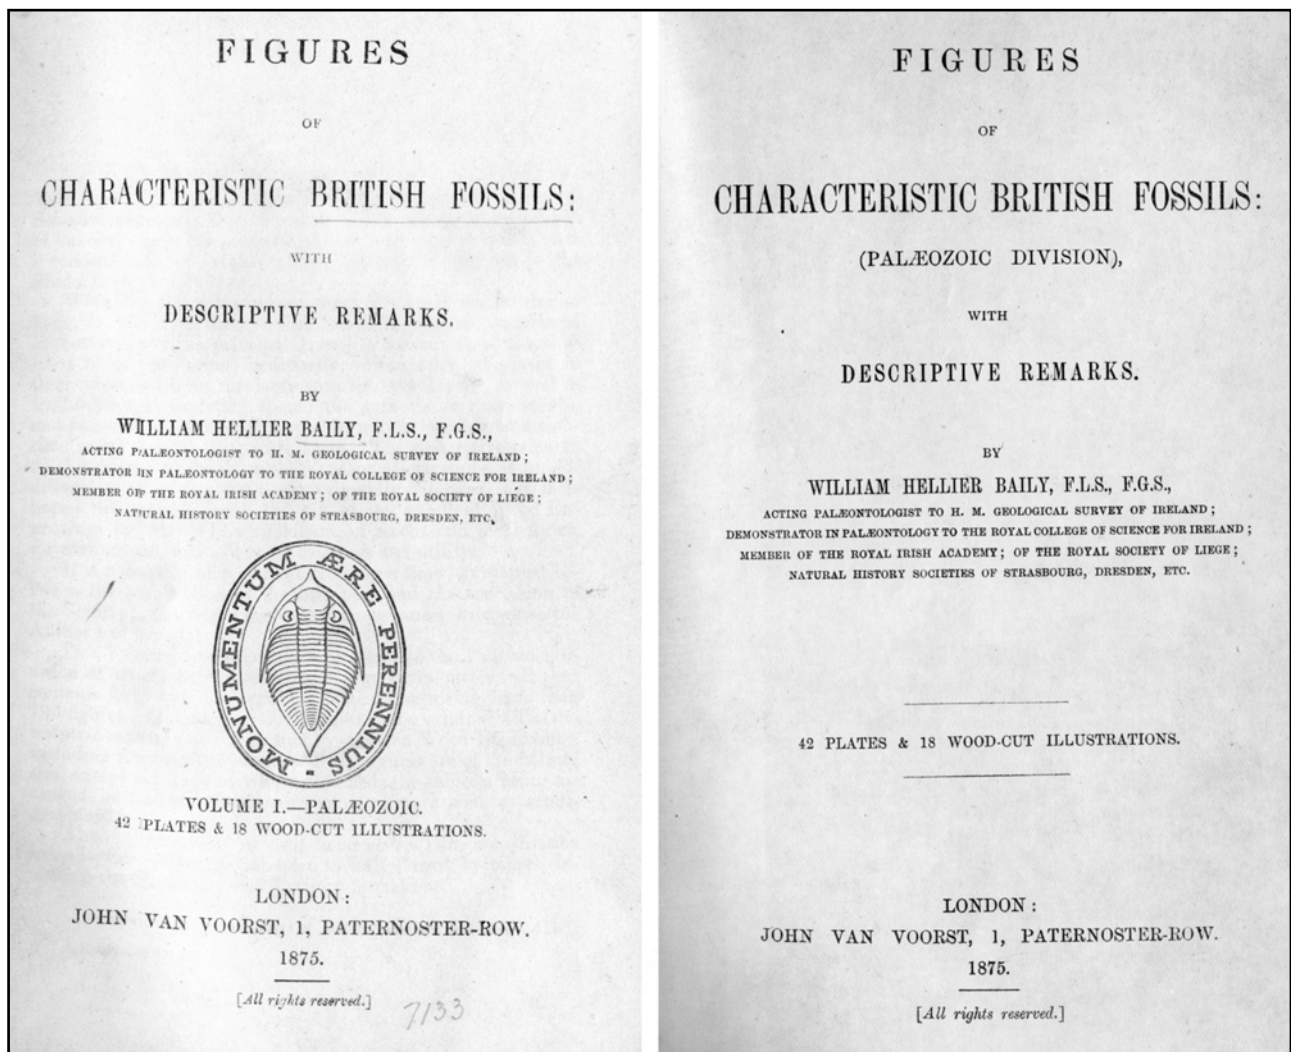 FIGURES
OF
CHARACTERISTIC BRITISH FOSSILS:
WITH
DESCRIPTIVE REMARKS.
BY
WILLIAM HELLIER BAILY, F.L.S., F.G.S.,
ACTING PALÆONTOLOGIST TO H. M. GEOLOGICAL SURVEY OF IRELAND;
DEMONSTRATOR IN PALÆONTOLOGY TO THE ROYAL COLLEGE OF SCIENCE FOR IRELAND;
MEMBER OF THE ROYAL IRISH ACADEMY; OF THE ROYAL SOCIETY OF LIEGE;
NATURAL HISTORY SOCIETIES OF STRASBOURG, DRESDEN, ETC.
MONUMENTUM ÆRE PERENNIUS -
VOLUME I.—PALÆOZOIC.
42 PLATES & 18 WOOD-CUT ILLUSTRATIONS.
LONDON:
JOHN VAN VOORST, 1, PATERNOSTER-ROW.
1875.
[All rights reserved.]
7133
FIGURES
OF
CHARACTERISTIC BRITISH FOSSILS:
(PALÆOZOIC DIVISION),
WITH
DESCRIPTIVE REMARKS.
BY
WILLIAM HELLIER BAILY, F.L.S., F.G.S.,
ACTING PALÆONTOLOGIST TO H. M. GEOLOGICAL SURVEY OF IRELAND;
DEMONSTRATOR IN PALÆONTOLOGY TO THE ROYAL COLLEGE OF SCIENCE FOR IRELAND;
MEMBER OF THE ROYAL IRISH ACADEMY; OF THE ROYAL SOCIETY OF LIEGE;
NATURAL HISTORY SOCIETIES OF STRASBOURG, DRESDEN, ETC.
42 PLATES & 18 WOOD-CUT ILLUSTRATIONS.
LONDON:
JOHN VAN VOORST, 1, PATERNOSTER-ROW.
1875.
[All rights reserved.]